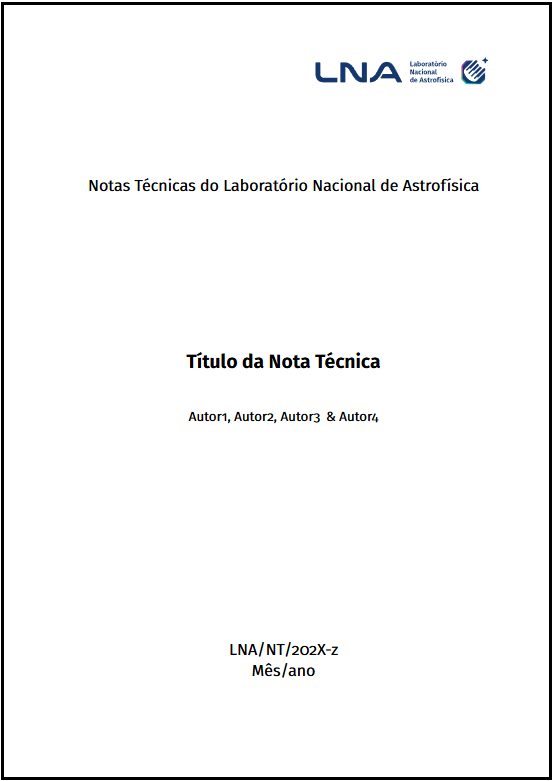 LNA
Laboratório
Nacional
de Astrofísica
Notas Técnicas do Laboratório Nacional de Astrofísica
Título da Nota Técnica
Autor1, Autor2, Autor3 & Autor4
LNA/NT/202X-z
Mês/ano